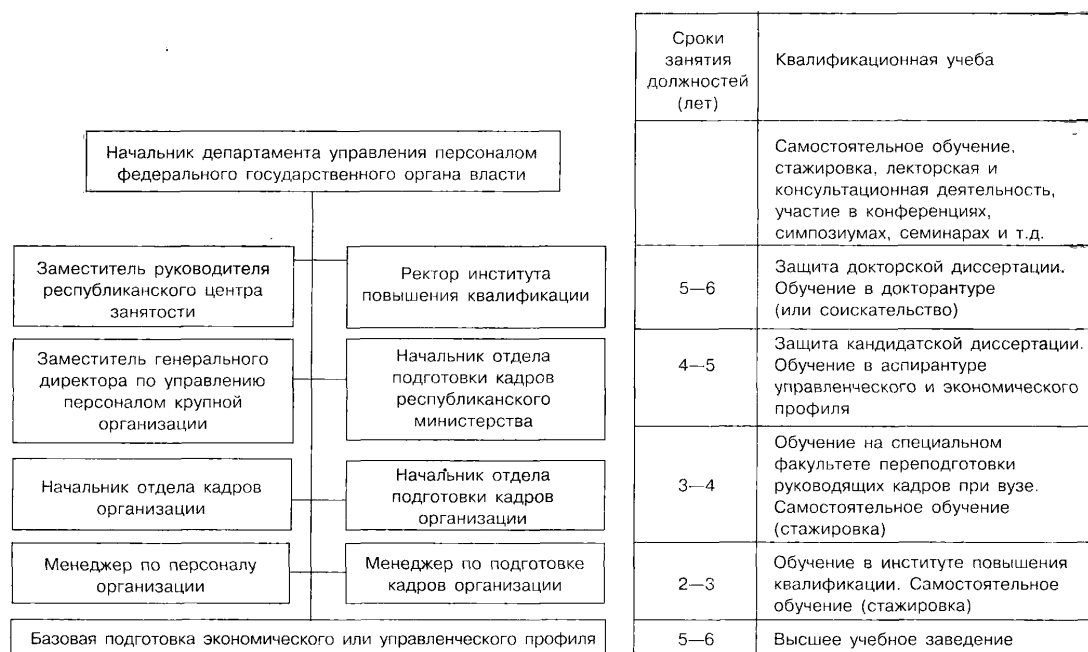 Сроки
занятия
должностей
(лет)
Квалификационная учеба
Начальник департамента управления персоналом
федерального государственного органа власти
Самостоятельное обучение,
стажировка, лекторская и
консультационная деятельность,
участие в конференциях,
симпозиумах, семинарах и т.д.
Заместитель руководителя
республиканского центра
занятости
Ректор института
повышения квалификации
5—6
Защита докторской диссертации.
Обучение в докторантуре
(или соискательство)
Заместитель генерального
директора по управлению
персоналом крупной
организации
Начальник отдела
подготовки кадров
республиканского
министерства
4—5
Защита кандидатской диссертации.
Обучение в аспирантуре
управленческого и экономического
профиля
Начальник отдела кадров
организации
Начальник отдела
подготовки кадров
организации
3—4
Обучение на специальном
факультете переподготовки
руководящих кадров при вузе.
Самостоятельное обучение
(стажировка)
Менеджер по персоналу
организации
Менеджер по подготовке
кадров организации
2—3
Обучение в институте повышения
квалификации. Самостоятельное
обучение (стажировка)
Базовая подготовка экономического или управленческого профиля
5—6
Высшее учебное заведение